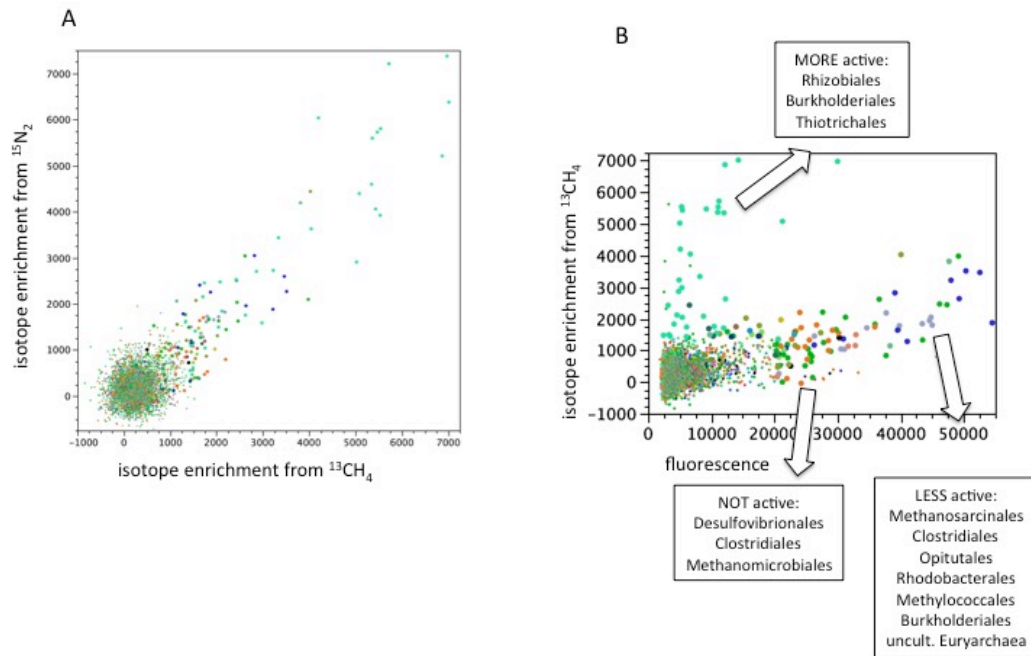 A
isotope enrichment from ¹⁵N₂
7000
6000
5000
4000
3000
2000
1000
0
−1000 0 1000 2000 3000 4000 5000 6000 7000
isotope enrichment from ¹³CH₄
B
MORE active:
Rhizobiales
Burkholderiales
Thiotrichales
isotope enrichment from ¹³CH₄
7000
6000
5000
4000
3000
2000
1000
0
-1000
0 10000 20000 30000 40000 50000
fluorescence
NOT active:
Desulfovibrionales
Clostridiales
Methanomicrobiales
LESS active:
Methanosarcinales
Clostridiales
Opitutales
Rhodobacterales
Methylococcales
Burkholderiales
uncult. Euryarchaea